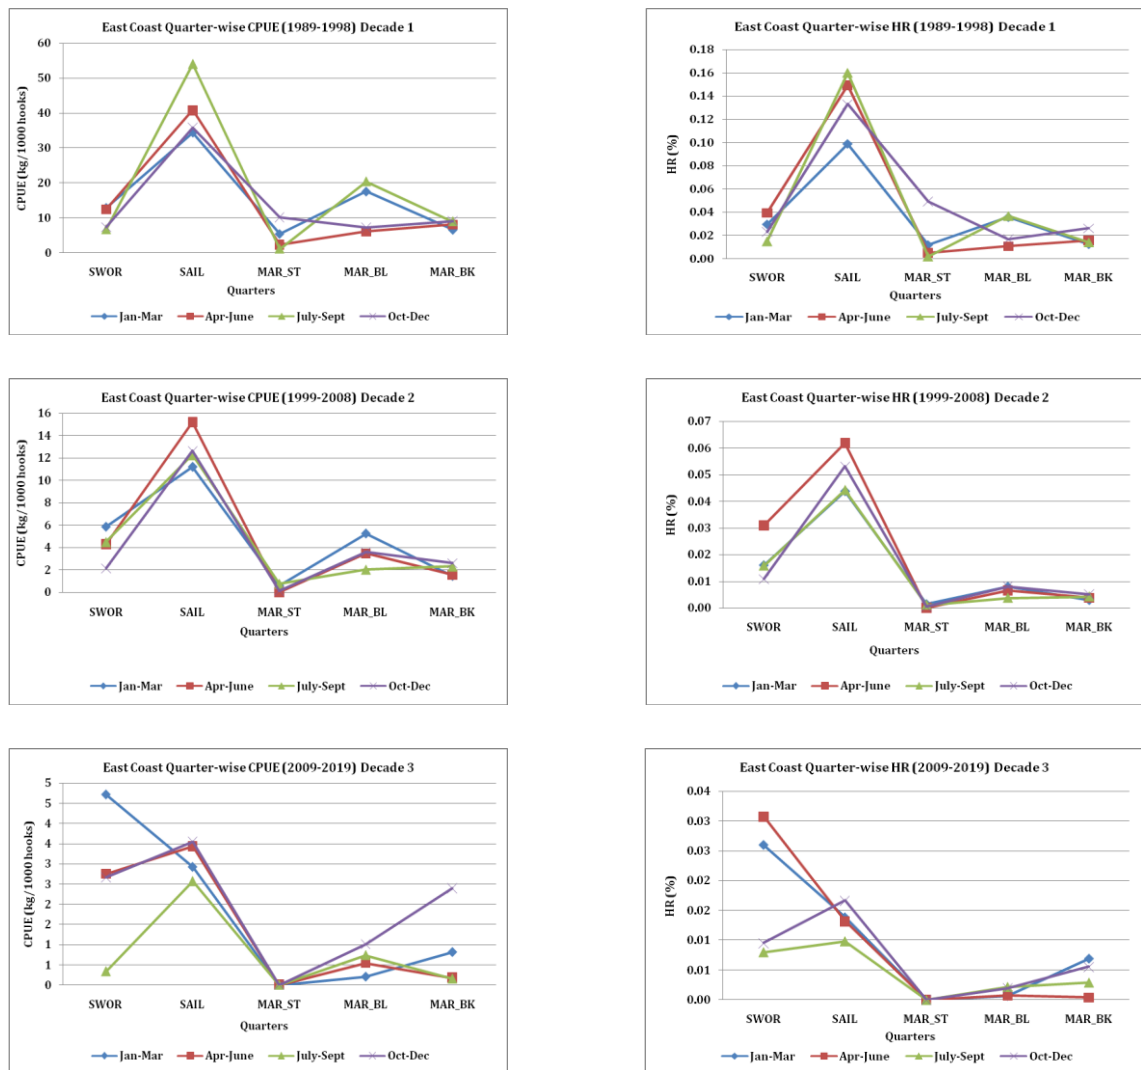 East Coast Quarter-wise CPUE (1989-1998) Decade 1
CPUE (kg/1000 hooks)
60
50
40
30
20
10
0
SWOR SAIL MAR_ST MAR_BL MAR_BK
Quarters
Jan-Mar Apr-June July-Sept Oct-Dec
East Coast Quarter-wise HR (1989-1998) Decade 1
HR (%)
0.18
0.16
0.14
0.12
0.10
0.08
0.06
0.04
0.02
0.00
SWOR SAIL MAR_ST MAR_BL MAR_BK
Quarters
Jan-Mar Apr-June July-Sept Oct-Dec
East Coast Quarter-wise CPUE (1999-2008) Decade 2
CPUE (kg/1000 hooks)
16
14
12
10
8
6
4
2
0
SWOR SAIL MAR_ST MAR_BL MAR_BK
Quarters
Jan-Mar Apr-June July-Sept Oct-Dec
East Coast Quarter-wise HR (1999-2008) Decade 2
HR (%)
0.07
0.06
0.05
0.04
0.03
0.02
0.01
0.00
SWOR SAIL MAR_ST MAR_BL MAR_BK
Quarters
Jan-Mar Apr-June July-Sept Oct-Dec
East Coast Quarter-wise CPUE (2009-2019) Decade 3
CPUE (kg/1000 hooks)
5
5
4
4
3
3
2
2
1
1
0
SWOR SAIL MAR_ST MAR_BL MAR_BK
Quarters
Jan-Mar Apr-June July-Sept Oct-Dec
East Coast Quarter-wise HR (2009-2019) Decade 3
HR (%)
0.04
0.03
0.03
0.02
0.02
0.01
0.01
0.00
SWOR SAIL MAR_ST MAR_BL MAR_BK
Quarters
Jan-Mar Apr-June July-Sept Oct-Dec